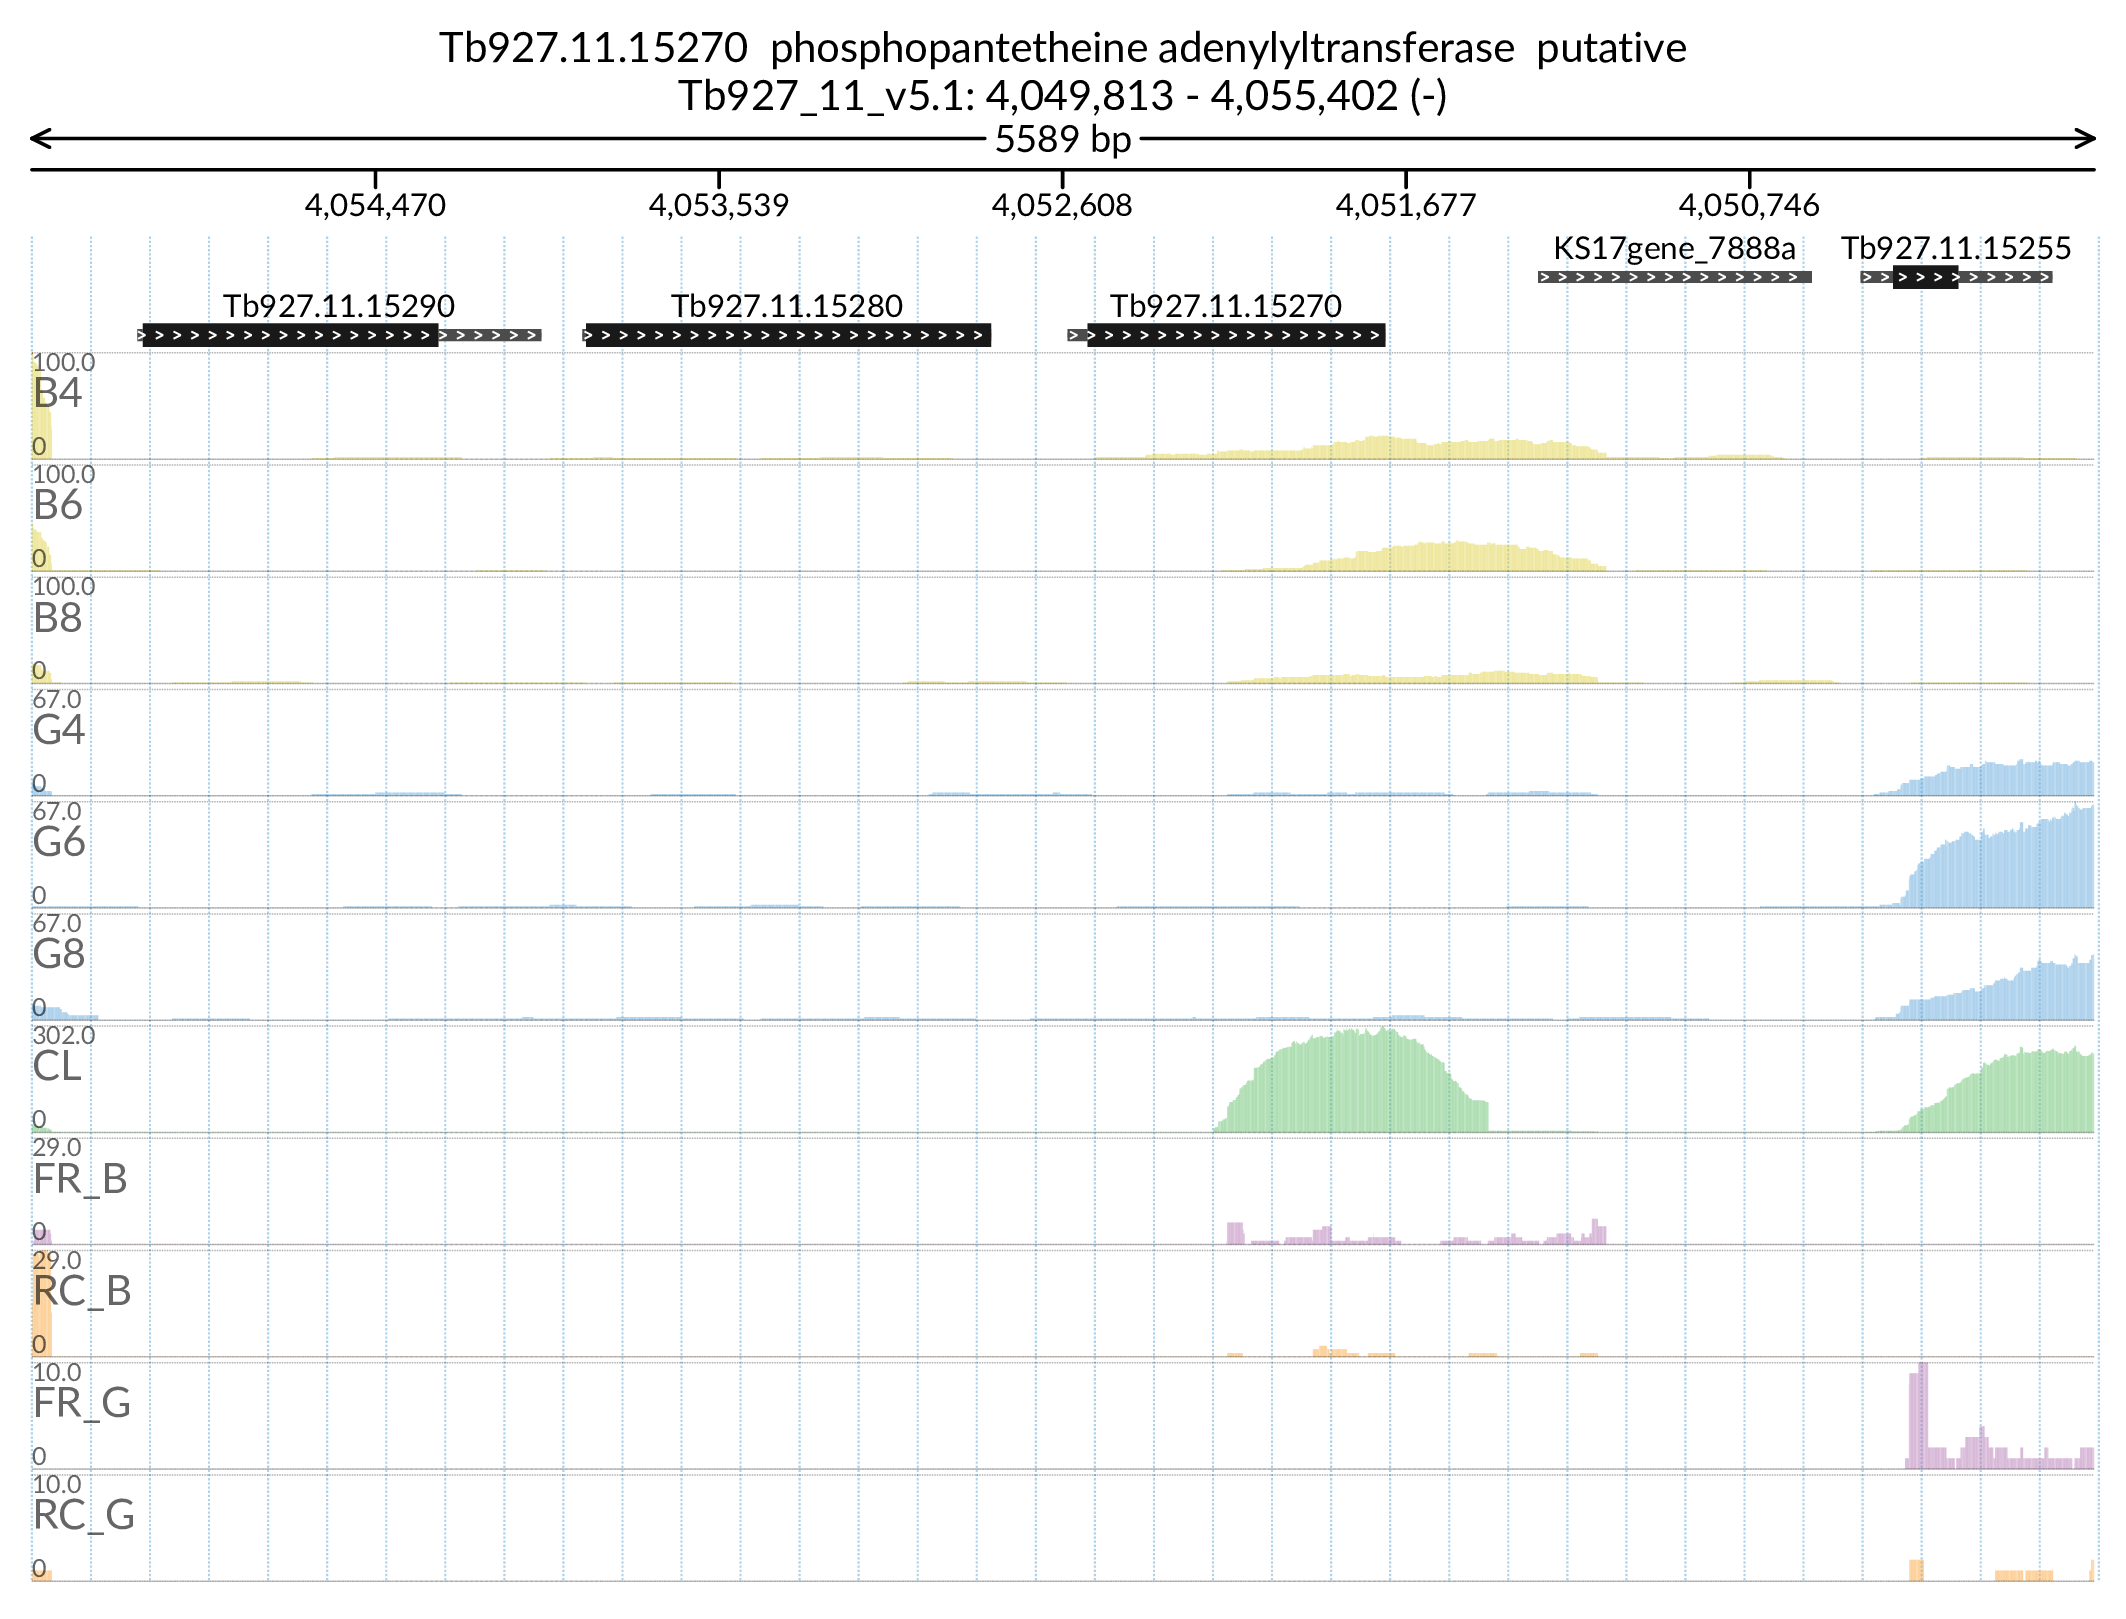 Tb927.11.15270  phosphopantetheine adenylyltransferase  putative
Tb927_11_v5.1: 4,049,813 - 4,055,402 (-)
5589 bp
4,054,470 4,053,539 4,052,608 4,051,677 4,050,746
KS17gene_7888a Tb927.11.15255
Tb927.11.15290 Tb927.11.15280 Tb927.11.15270
100.0
B4
0
100.0
B6
0
100.0
B8
0
67.0
G4
0
67.0
G6
0
67.0
G8
0
302.0
CL
0
29.0
FR_B
0
29.0
RC_B
0
10.0
FR_G
0
10.0
RC_G
0